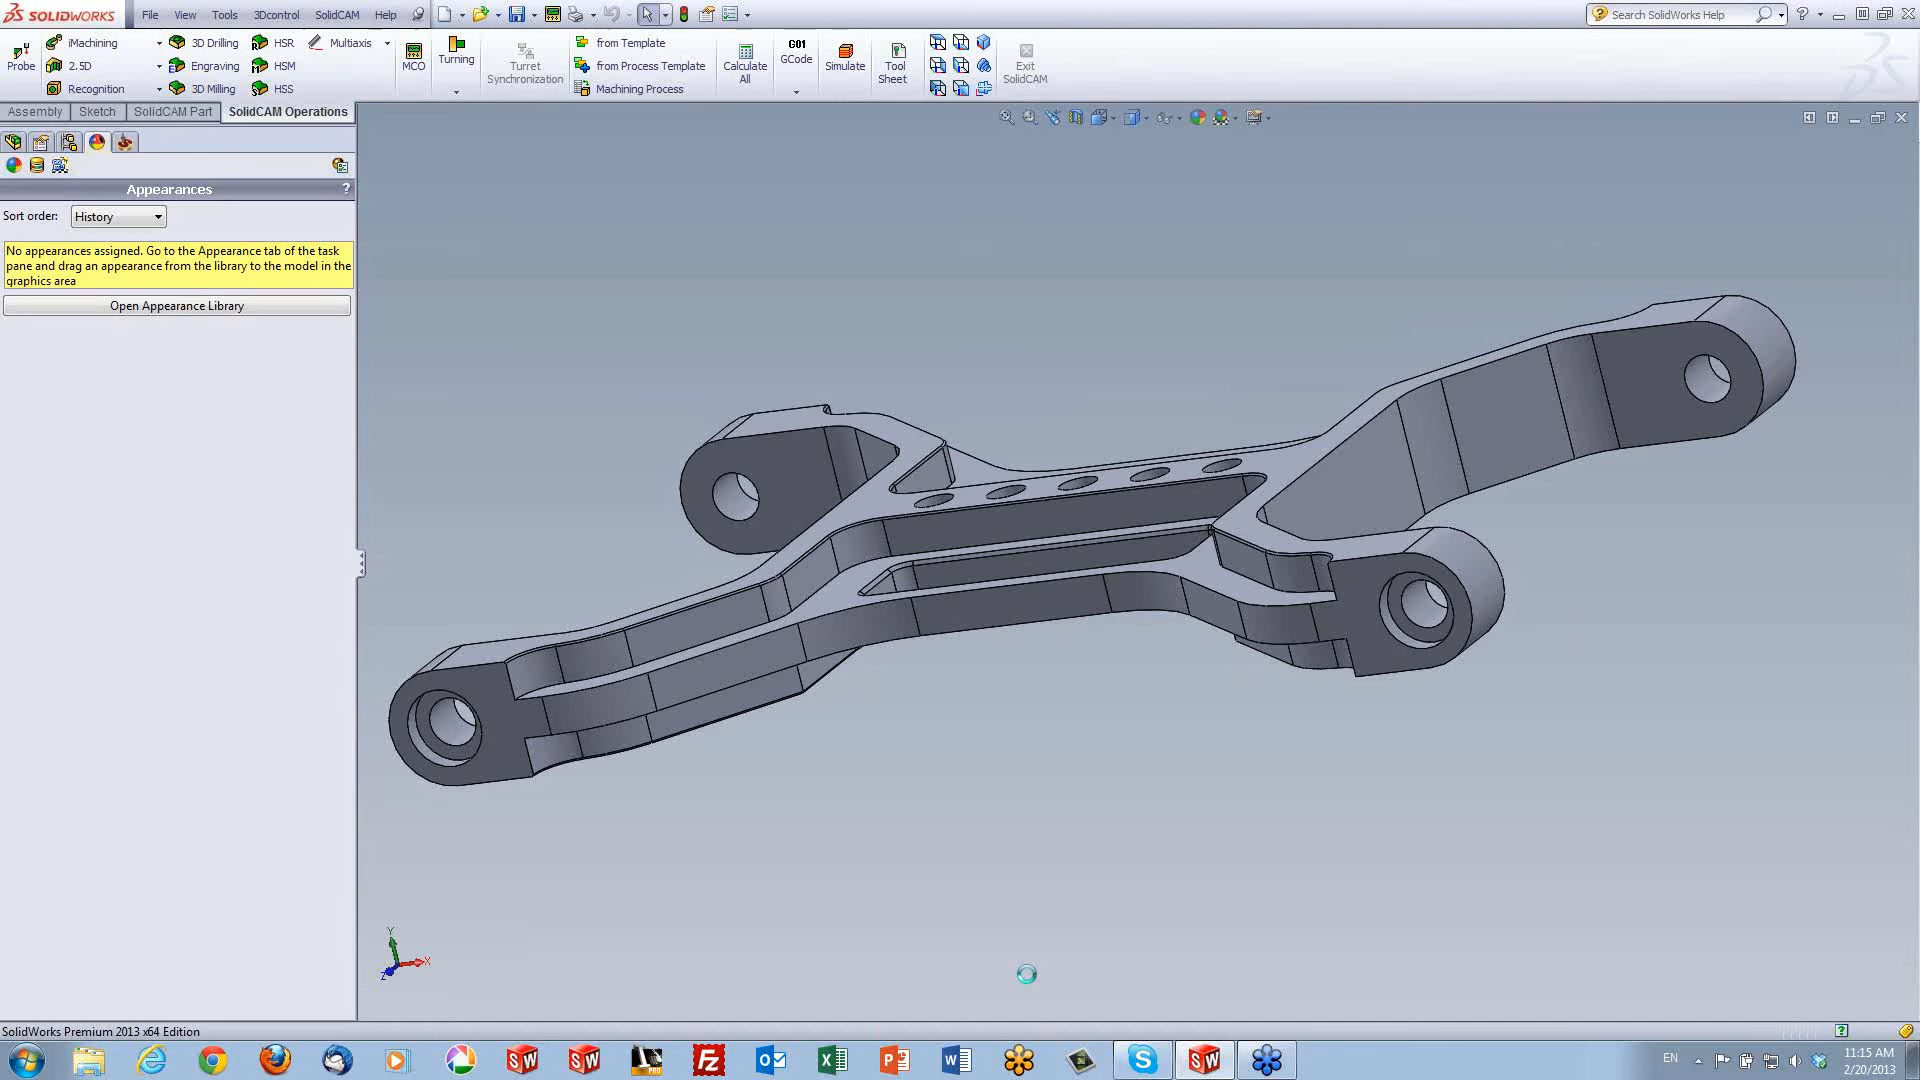 SOLIDWORKS File View Tools 3Dcontrol SolidCAM Help Search SolidWorks Help
Probe
iMachining
2.5D
Recognition
3D Drilling
Engraving
3D Milling
HSR
HSM
HSS
Multiaxis
MCO
Turning
Turret
Synchronization
from Template
from Process Template
Machining Process
Calculate
All
G01
GCode
Simulate
Tool
Sheet
Exit
SolidCAM
Assembly Sketch SolidCAM Part SolidCAM Operations
Appearances ?
Sort order: History
No appearances assigned. Go to the Appearance tab of the task
pane and drag an appearance from the library to the model in the
graphics area
Open Appearance Library
Y
X
Z
SolidWorks Premium 2013 x64 Edition
EN
11:15 AM
2/20/2013